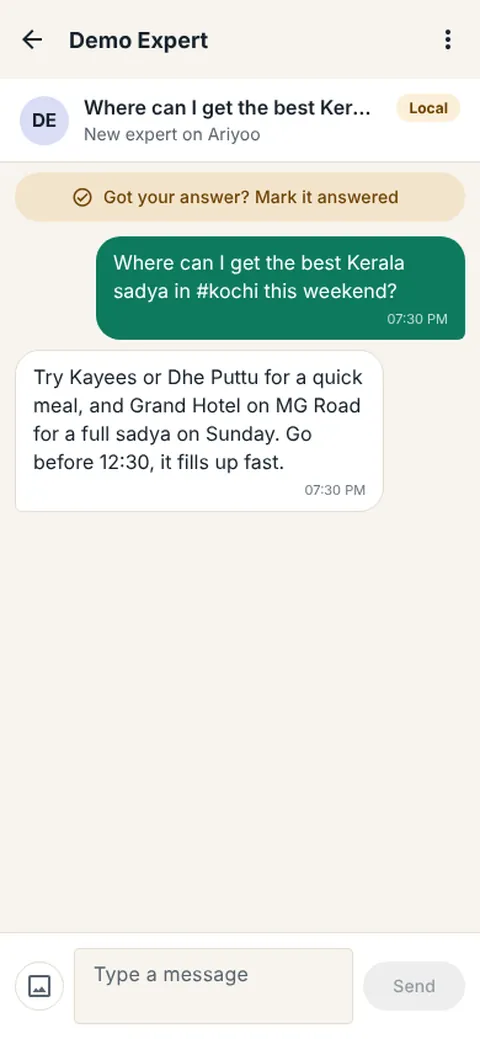 Demo Expert
DE
Where can I get the best Ker...
Local
New expert on Ariyoo
Got your answer? Mark it answered
Where can I get the best Kerala
sadya in #kochi this weekend?
07:30 PM
Try Kayees or Dhe Puttu for a quick
meal, and Grand Hotel on MG Road
for a full sadya on Sunday. Go
before 12:30, it fills up fast.
07:30 PM
Type a message
Send